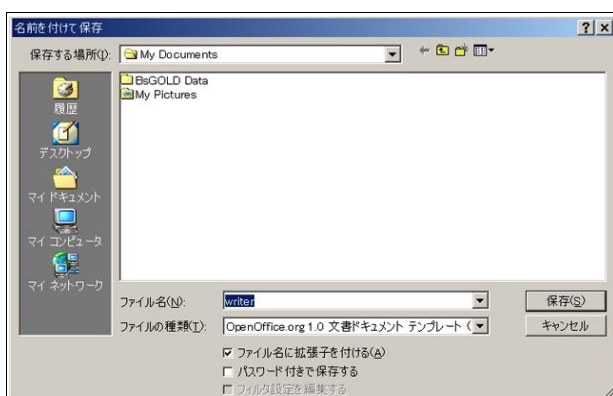 名前を付けて保存
保存する場所(I): My Documents
BsGOLD Data
My Pictures
履歴
デスクトップ
マイ ドキュメント
マイ コンピュータ
マイ ネットワーク
ファイル名(N): writer 保存(S)
ファイルの種類(T): OpenOffice.org 1.0 文書ドキュメント テンプレート ( キャンセル
ファイル名に拡張子を付ける(A)
パスワード付きで保存する
フィルタ設定を編集する